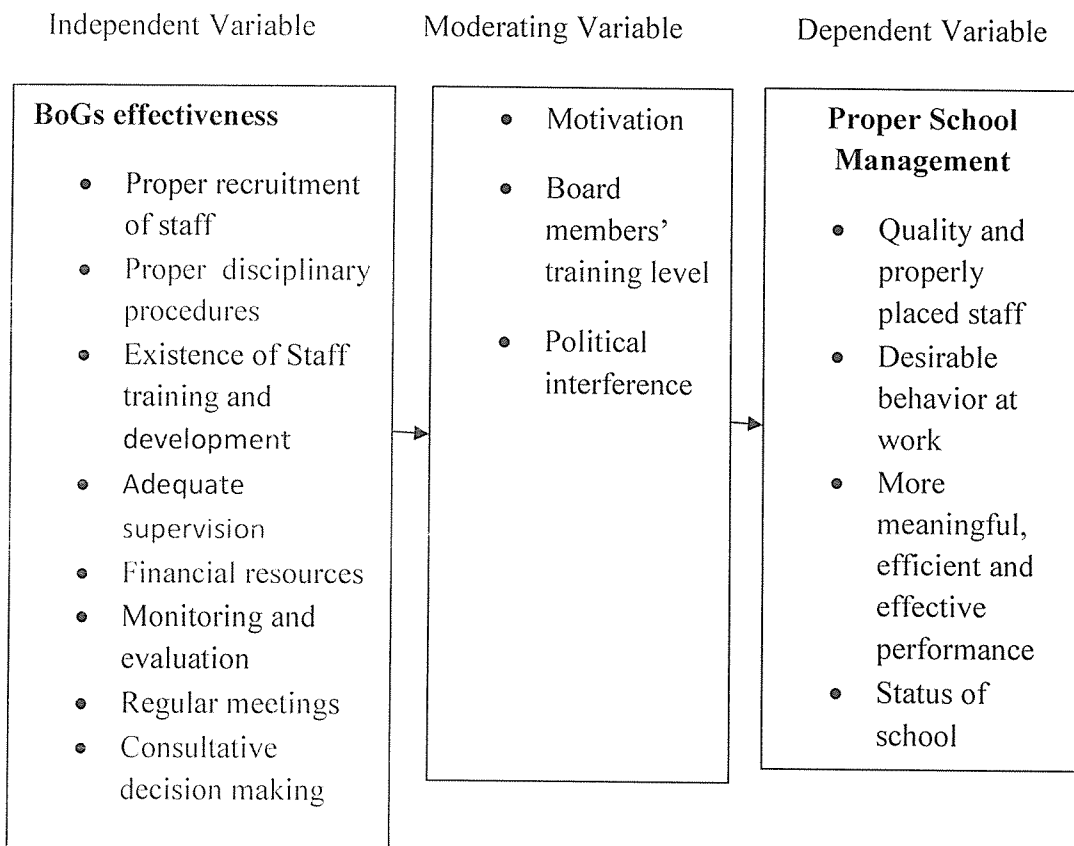 Independent Variable
Moderating Variable
Dependent Variable
BoGs effectiveness
• Proper recruitment
of staff
• Proper disciplinary
procedures
• Existence of Staff
training and
development
• Adequate
supervision
• Financial resources
• Monitoring and
evaluation
• Regular meetings
• Consultative
decision making
• Motivation
• Board
members'
training level
• Political
interference
Proper School
Management
• Quality and
properly
placed staff
• Desirable
behavior at
work
• More
meaningful,
efficient and
effective
performance
• Status of
school